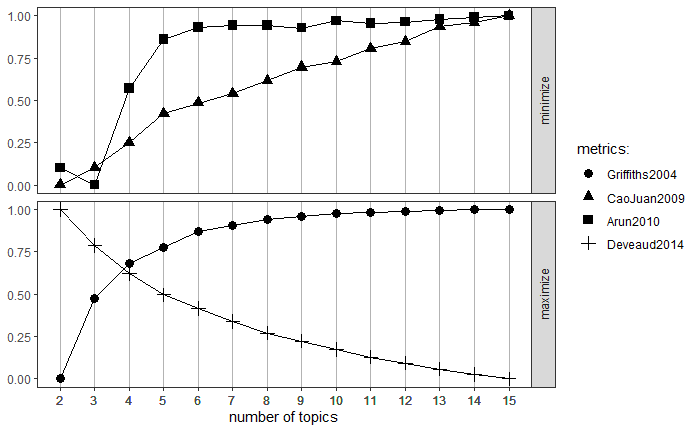 1.00
0.75
0.50
0.25
0.00
minimize
1.00
0.75
0.50
0.25
0.00
maximize
2 3 4 5 6 7 8 9 10 11 12 13 14 15
number of topics
metrics:
Griffiths2004
CaoJuan2009
Arun2010
Deveaud2014